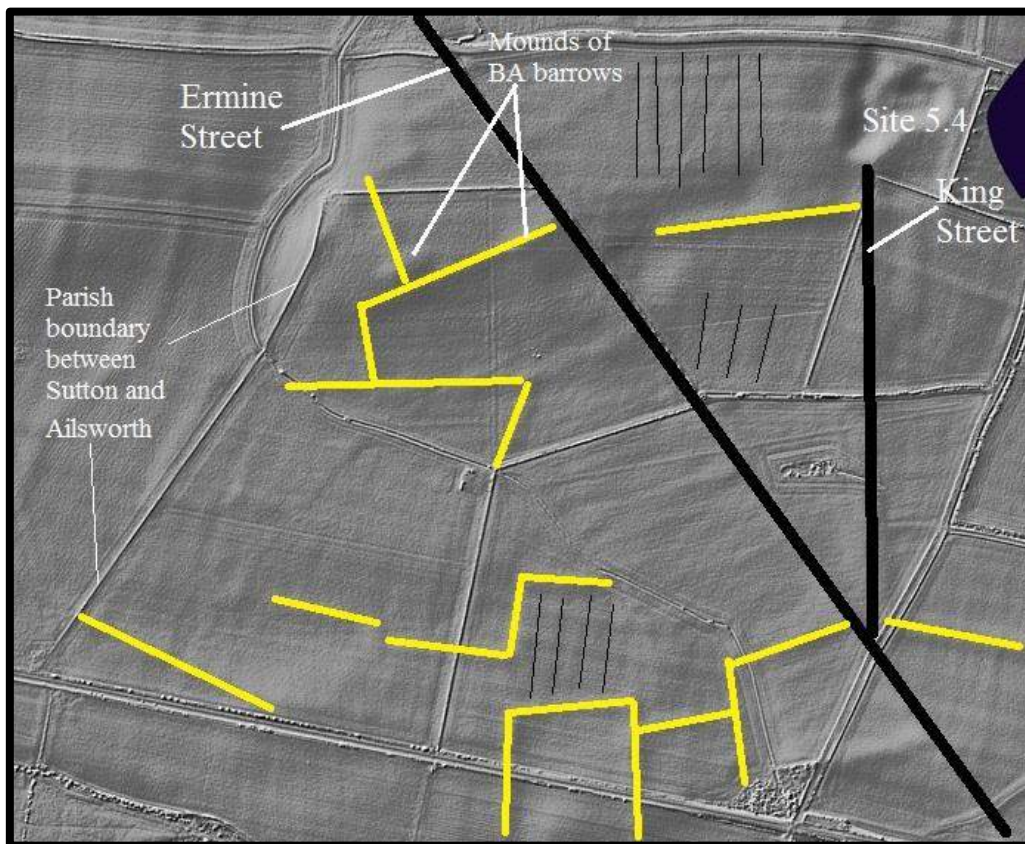 Mounds of
BA barrows
Ermine
Street
Site 5.4
King
Street
Parish
boundary
between
Sutton and
Ailsworth